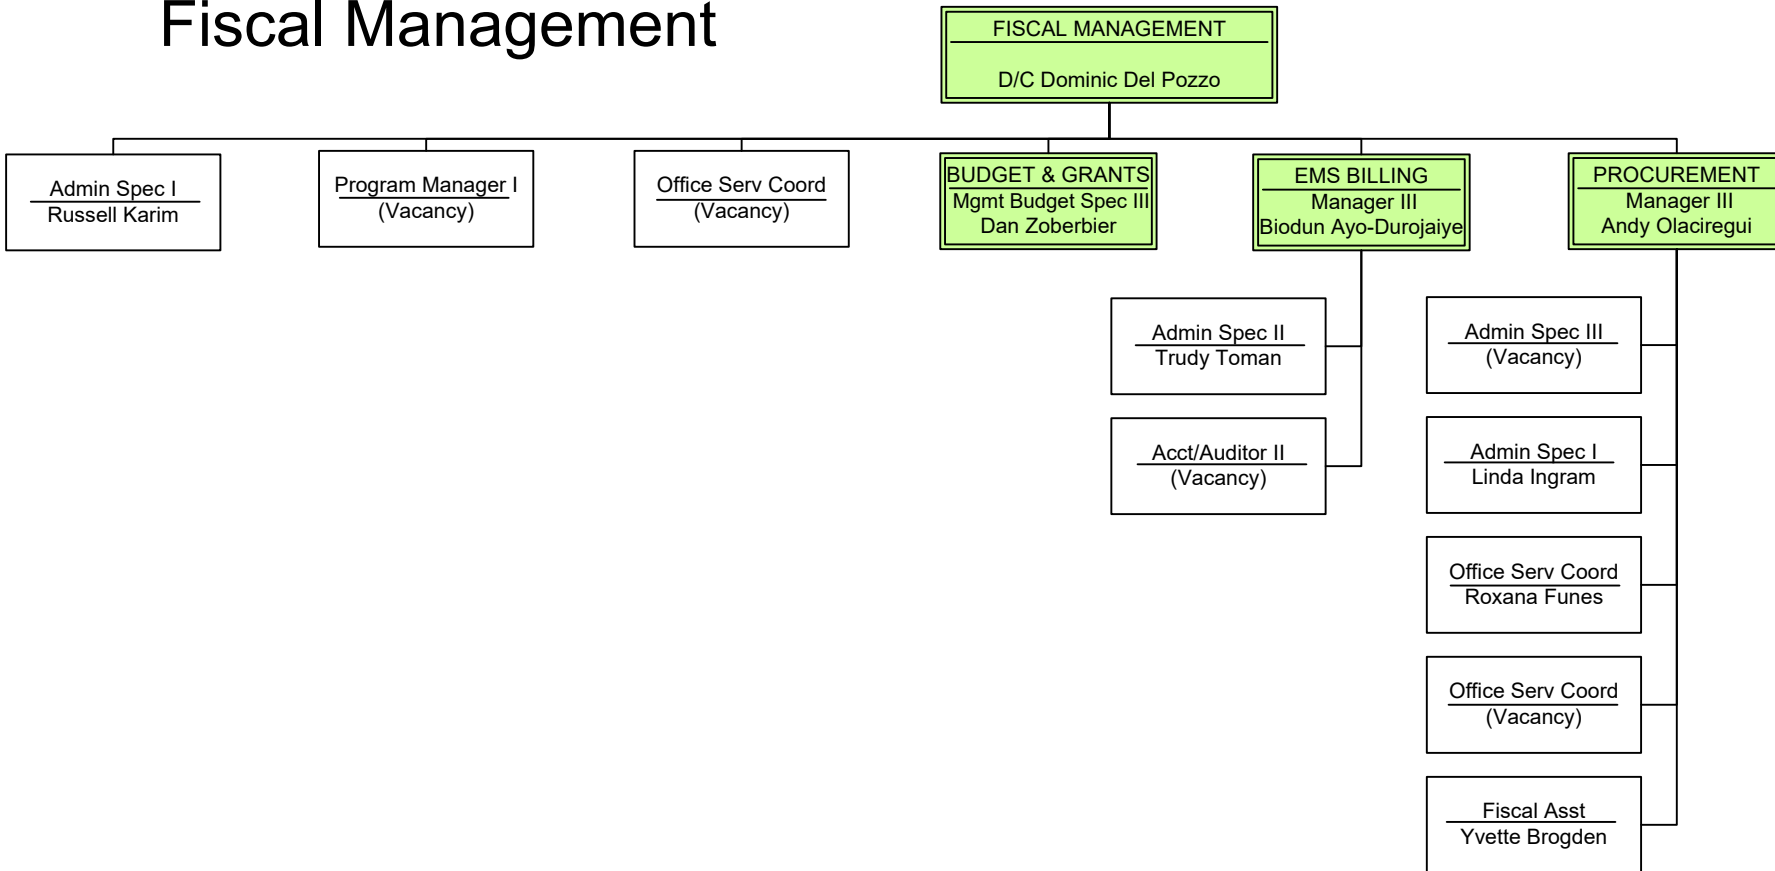 Fiscal Management
FISCAL MANAGEMENT
D/C Dominic Del Pozzo
Admin Spec I
Russell Karim
Program Manager I
(Vacancy)
Office Serv Coord
(Vacancy)
BUDGET & GRANTS
Mgmt Budget Spec III
Dan Zoberbier
EMS BILLING
Manager III
Biodun Ayo-Durojaiye
PROCUREMENT
Manager III
Andy Olaciregui
Admin Spec II
Trudy Toman
Acct/Auditor II
(Vacancy)
Admin Spec III
(Vacancy)
Admin Spec I
Linda Ingram
Office Serv Coord
Roxana Funes
Office Serv Coord
(Vacancy)
Fiscal Asst
Yvette Brogden